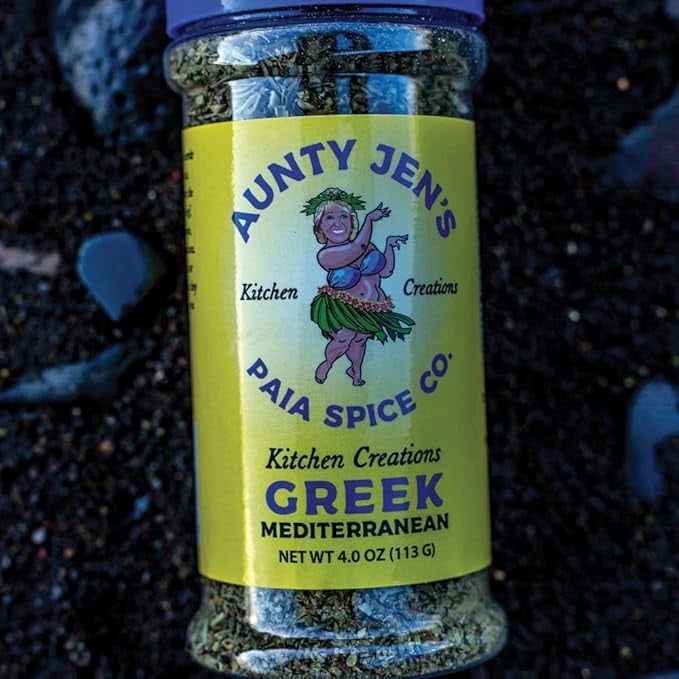 AUNTY JEN'S
Kitchen Creations
PAIA SPICE CO.
Kitchen Creations
GREEK
MEDITERRANEAN
NET WT 4.0 OZ (113 G)